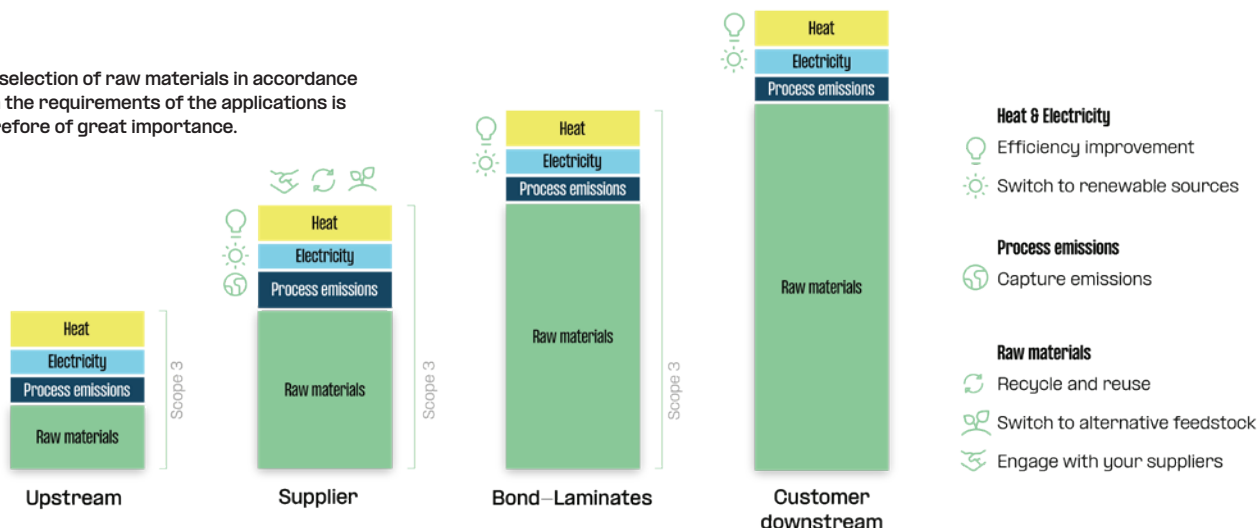 selection of raw materials in accordance
the requirements of the applications is
refore of great importance.
Heat
Electricity
Process emissions
Raw materials
Scope 3
Upstream
Heat
Electricity
Process emissions
Raw materials
Scope 3
Supplier
Heat
Electricity
Process emissions
Raw materials
Scope 3
Bond-Laminates
Heat
Electricity
Process emissions
Raw materials
Customer
downstream
Heat & Electricity
Efficiency improvement
Switch to renewable sources
Process emissions
Capture emissions
Raw materials
Recycle and reuse
Switch to alternative feedstock
Engage with your suppliers